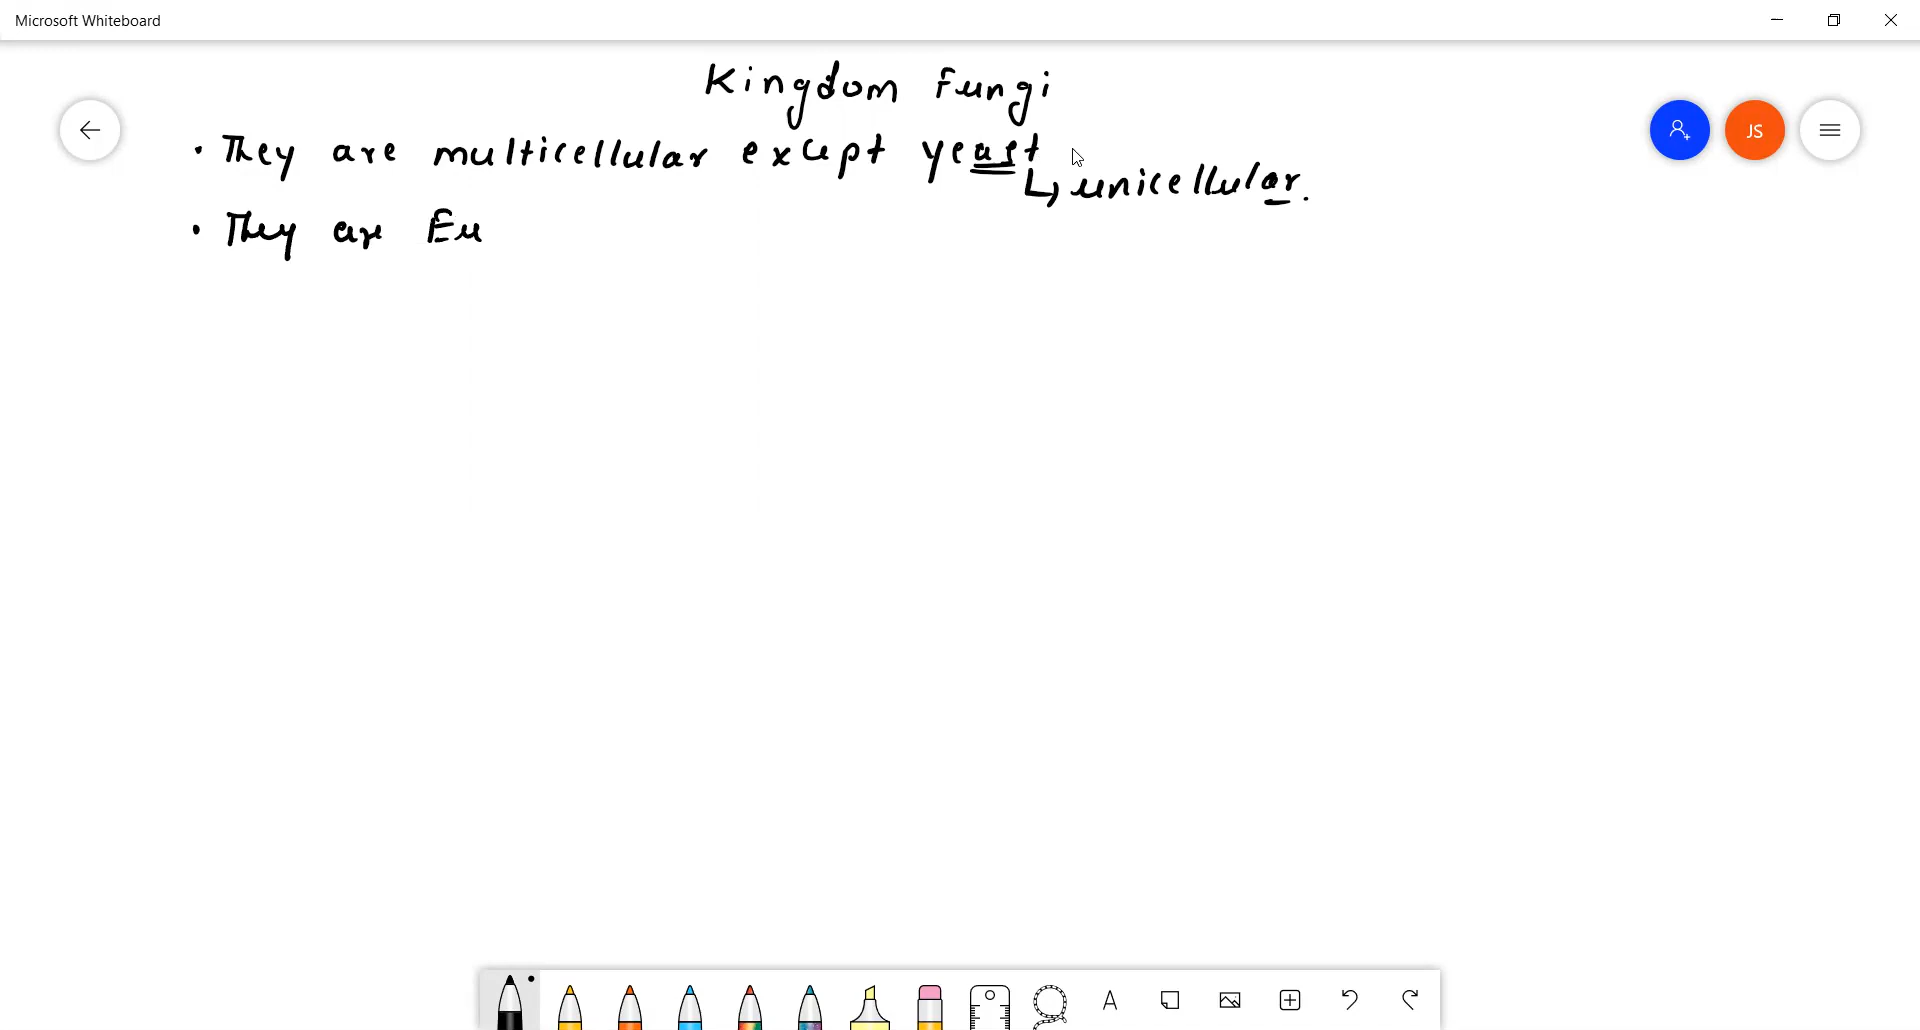 Microsoft Whiteboard
Kingdom Fungi
JS
• They are multicellular except yeast
↳ unicellular.
• They are Eu
A